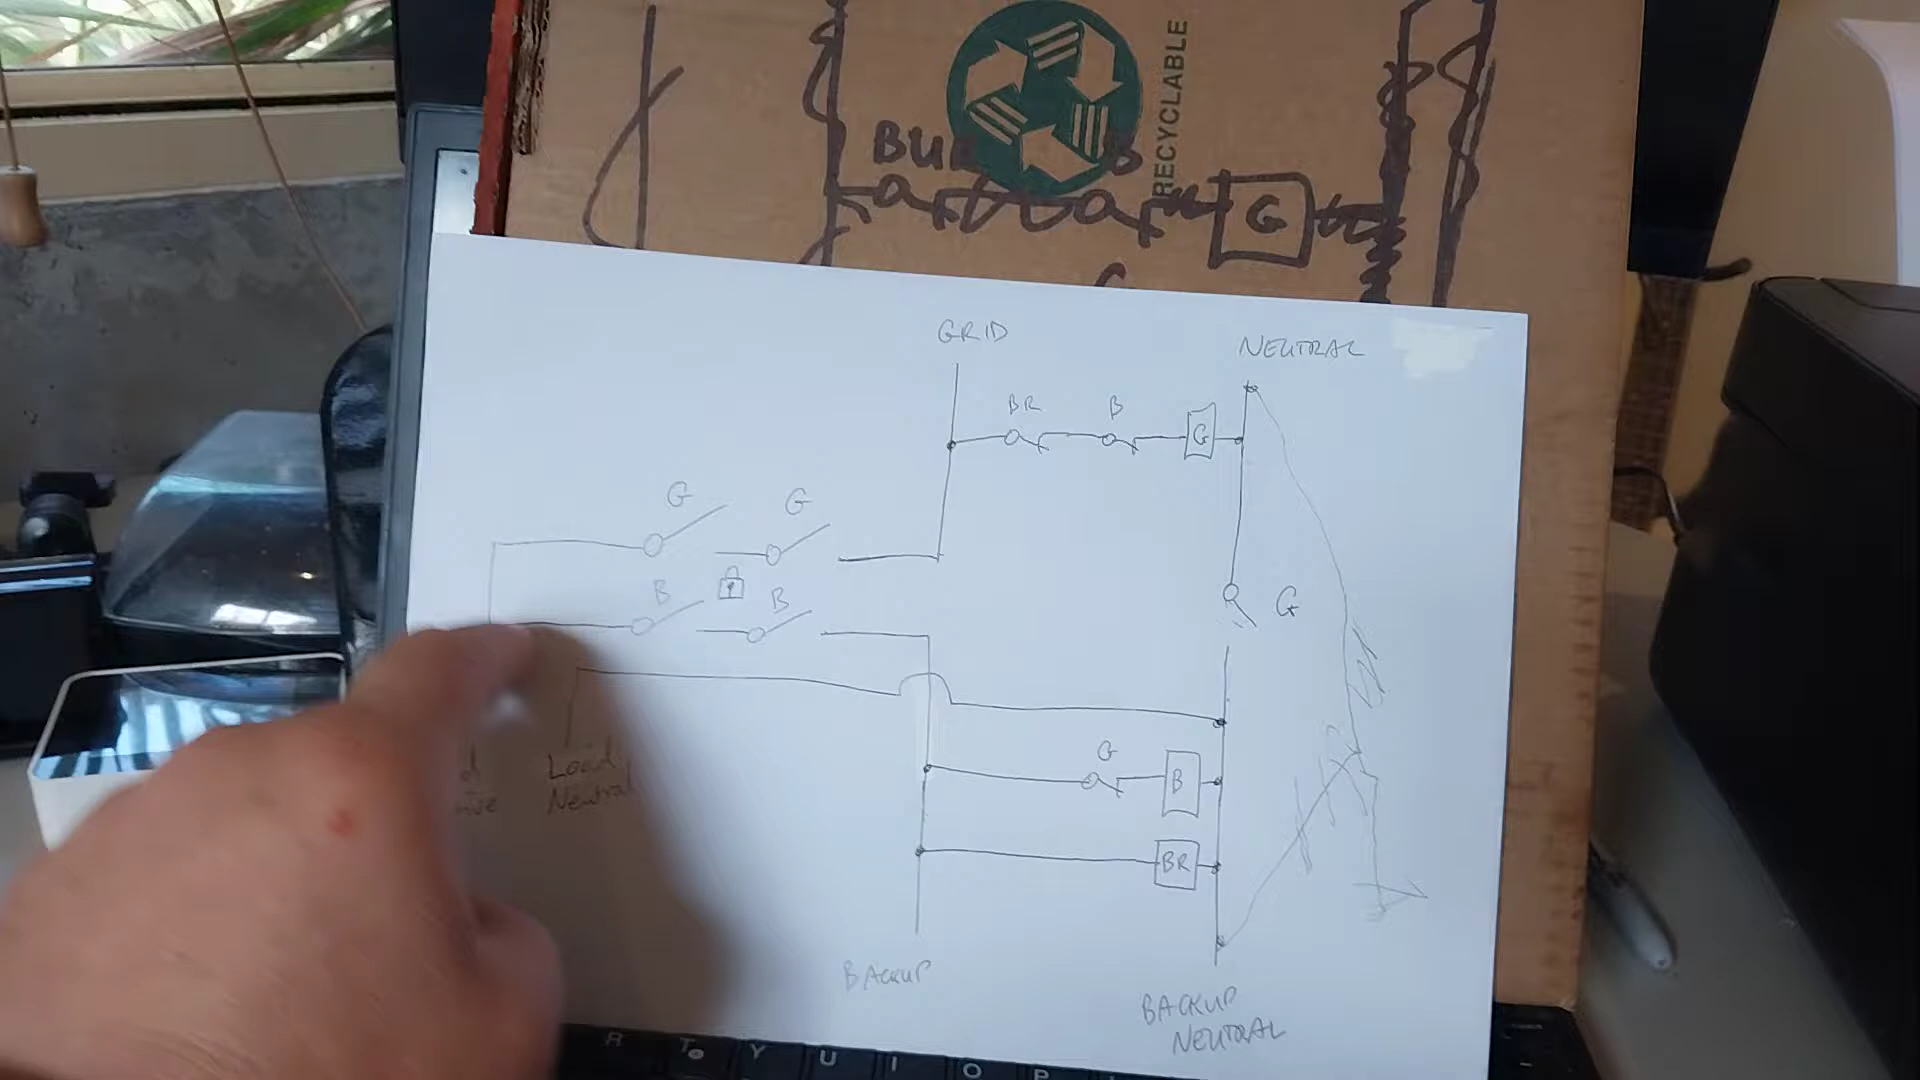 RECYCLABLE
B
G
GRID
NEUTRAL
BR
B
G
G
G
B
B
G
Load
Neutral
G
B
BR
BACKUP
BACKUP
NEUTRAL
R
T
Y
U
I
O
P